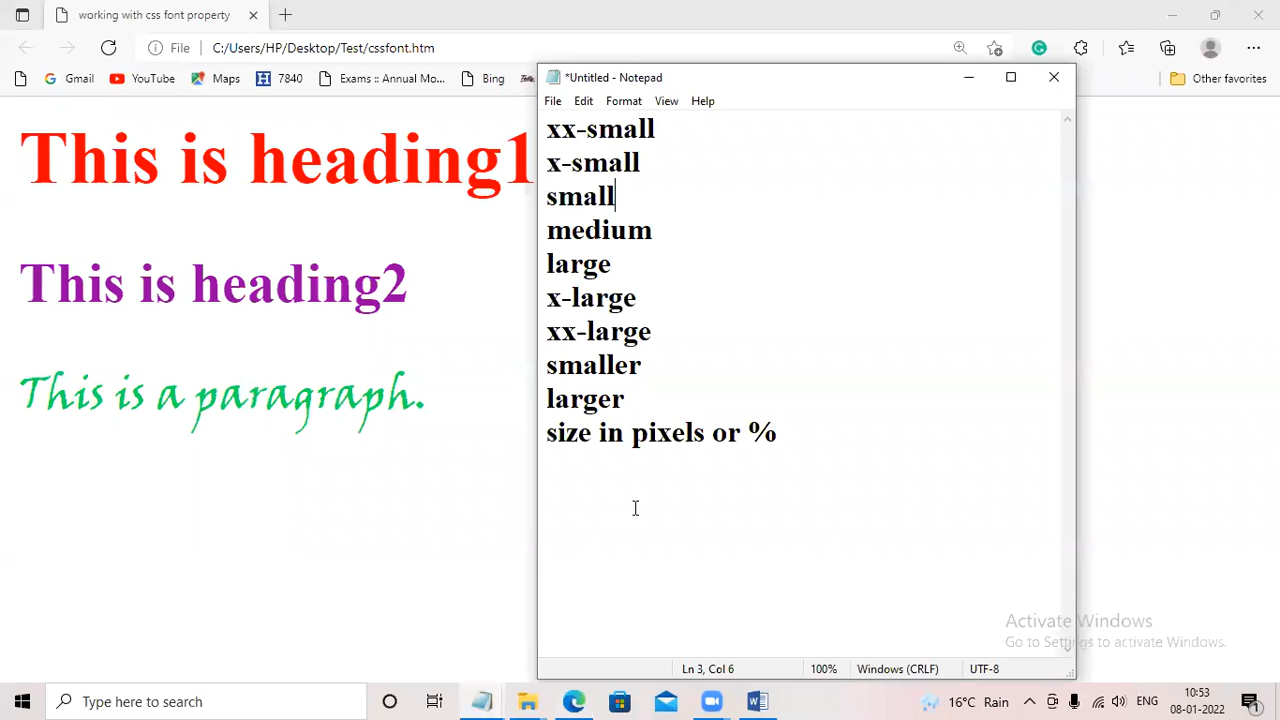 working with css font property
File
C:/Users/HP/Desktop/Test/cssfont.htm
Gmail
YouTube
Maps
7840
Exams :: Annual Mo...
Bing
Other favorites
*Untitled - Notepad
File Edit Format View Help
xx-small
x-small
small
medium
large
x-large
xx-large
smaller
larger
size in pixels or %
This is heading1
This is heading2
This is a paragraph.
Activate Windows
Go to Settings to activate Windows.
Ln 3, Col 6
100%
Windows (CRLF)
UTF-8
Type here to search
16°C Rain
ENG
10:53
08-01-2022
1